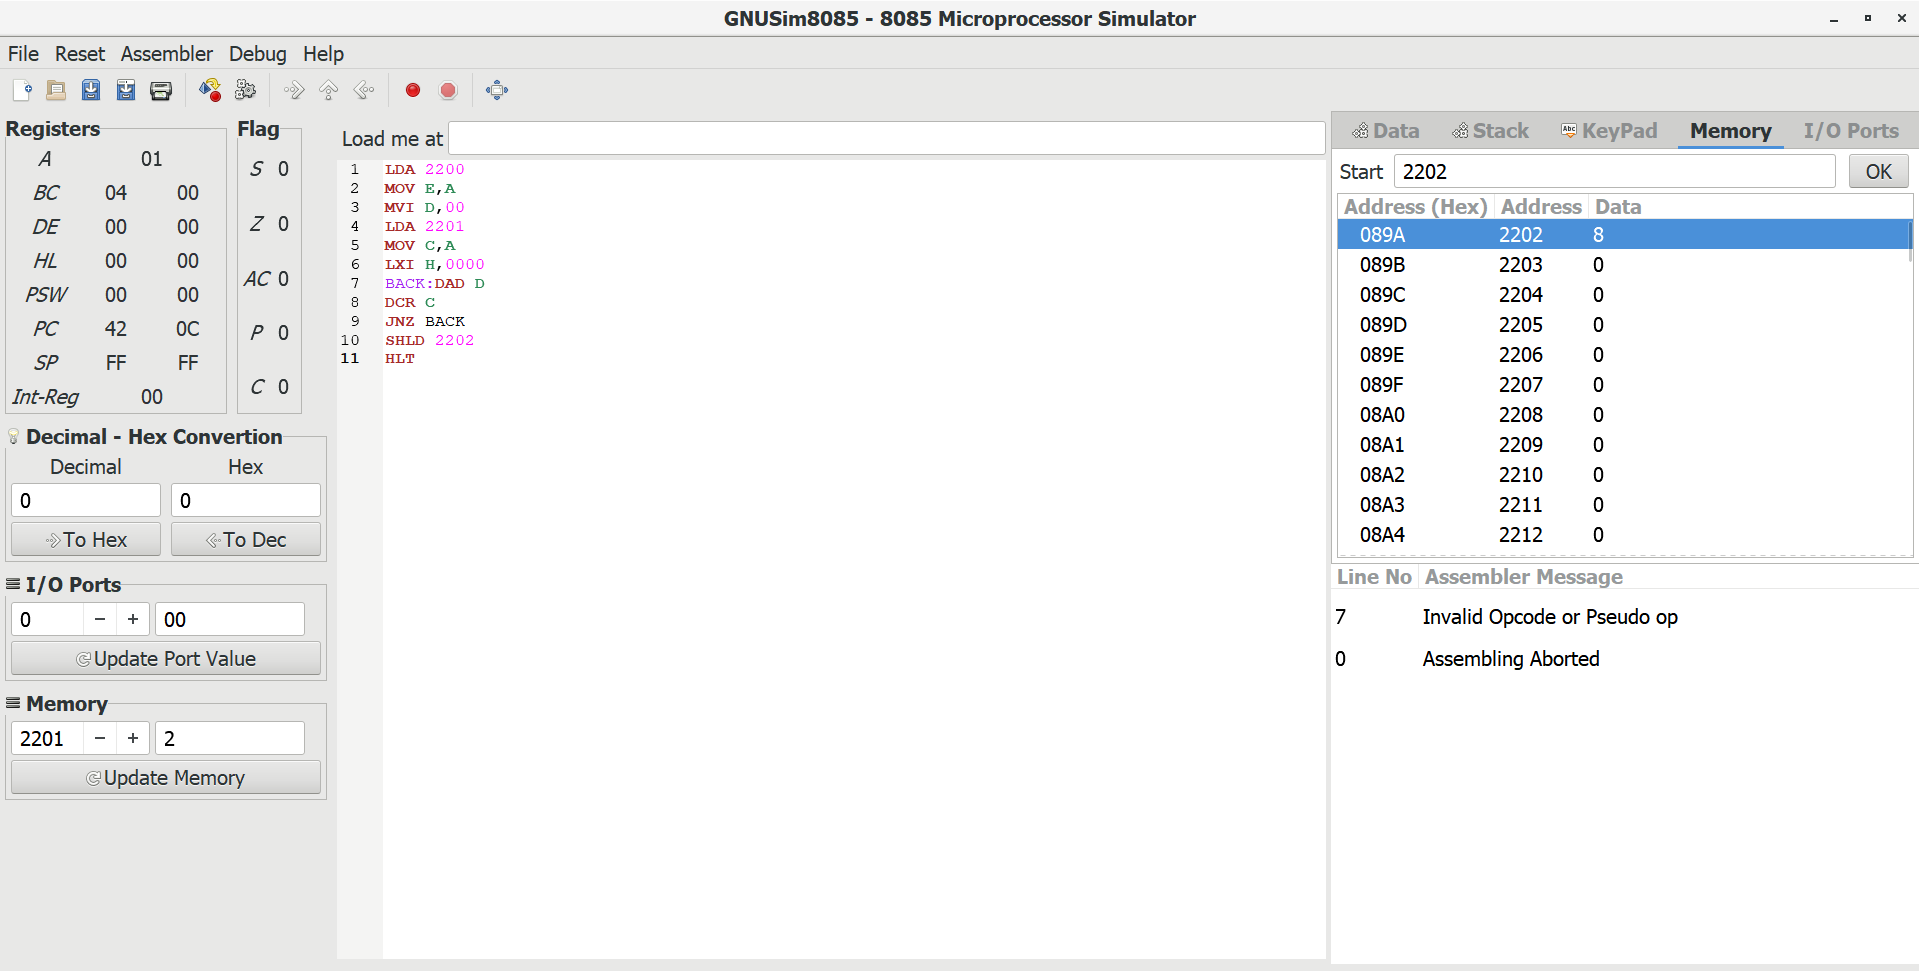 GNUSim8085 - 8085 Microprocessor Simulator
File Reset Assembler Debug Help
Registers
A 01
BC 04 00
DE 00 00
HL 00 00
PSW 00 00
PC 42 0C
SP FF FF
Int-Reg 00
Flag
S 0
Z 0
AC 0
P 0
C 0
Decimal - Hex Convertion
Decimal Hex
0 0
To Hex To Dec
I/O Ports
0 − + 00
Update Port Value
Memory
2201 − + 2
Update Memory
Load me at
1 LDA 2200
2 MOV E,A
3 MVI D,00
4 LDA 2201
5 MOV C,A
6 LXI H,0000
7 BACK:DAD D
8 DCR C
9 JNZ BACK
10 SHLD 2202
11 HLT
Data Stack Abc KeyPad Memory I/O Ports
Start 2202 OK
Address (Hex) Address Data
089A 2202 8
089B 2203 0
089C 2204 0
089D 2205 0
089E 2206 0
089F 2207 0
08A0 2208 0
08A1 2209 0
08A2 2210 0
08A3 2211 0
08A4 2212 0
Line No Assembler Message
7 Invalid Opcode or Pseudo op
0 Assembling Aborted